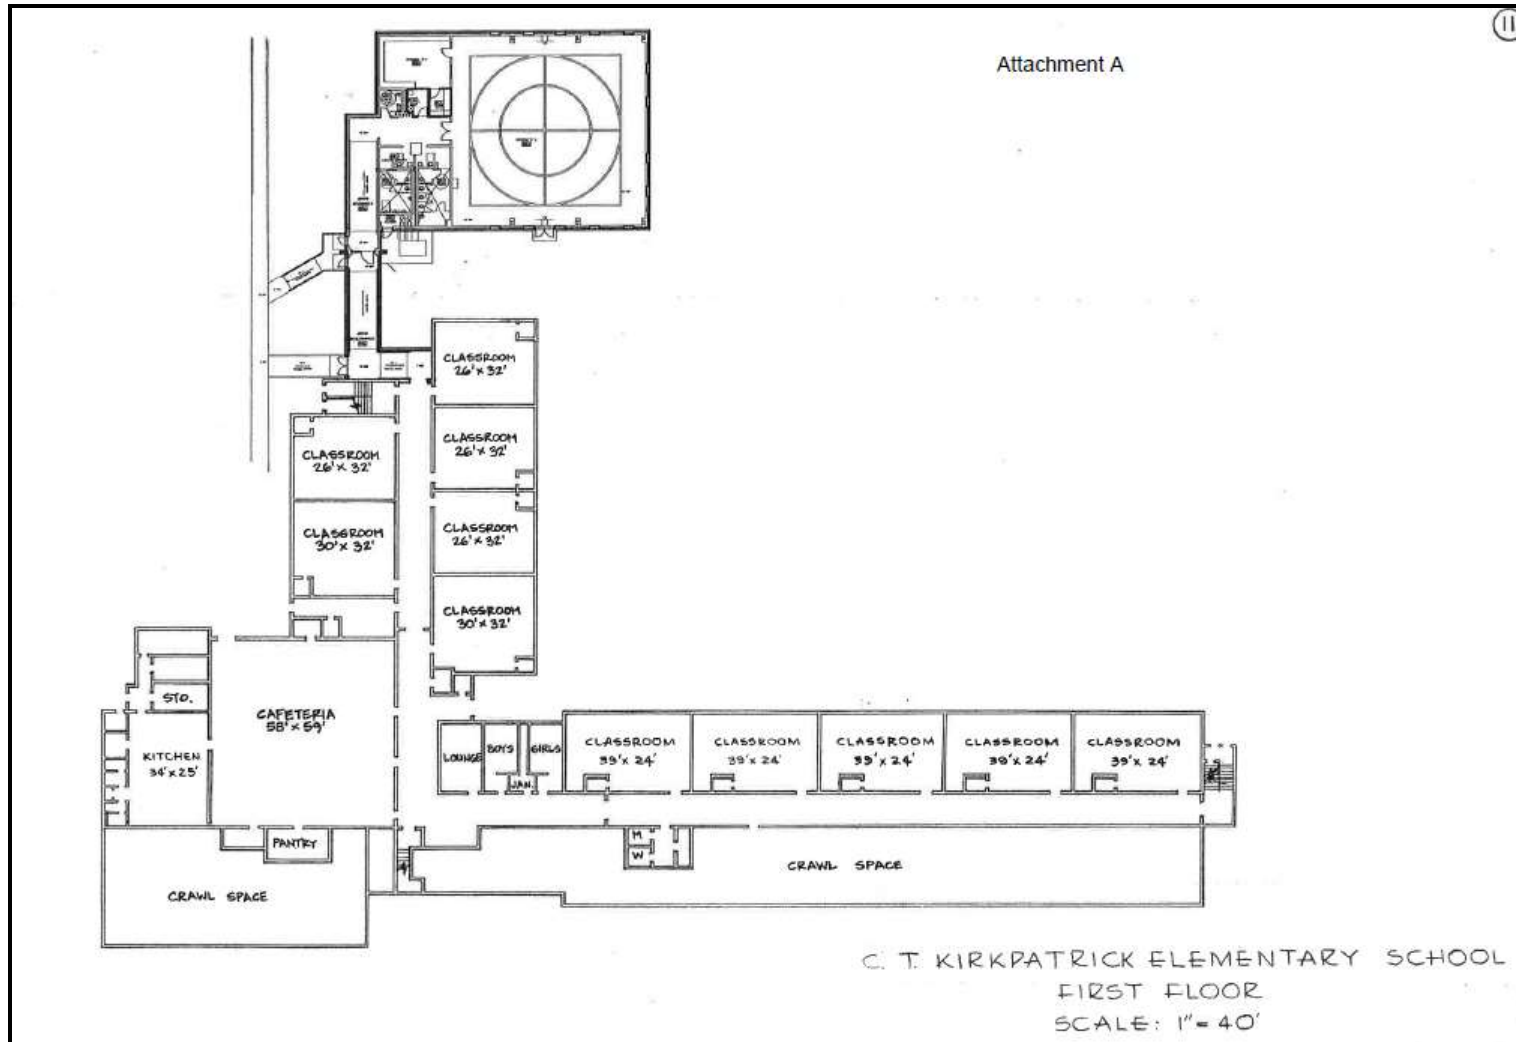 11
Attachment A
CLASSROOM
26' x 32'
CLASSROOM
26' x 32'
CLASSROOM
26' x 32'
CLASSROOM
30' x 32'
CLASSROOM
26' x 32'
CLASSROOM
30' x 32'
STO.
CAFETERIA
58' x 59'
KITCHEN
34' x 25'
LOUNGE
BOYS
GIRLS
JAN.
CLASSROOM
39' x 24'
CLASSROOM
39' x 24'
CLASSROOM
39' x 24'
CLASSROOM
39' x 24'
CLASSROOM
39' x 24'
PANTRY
M
W
CRAWL SPACE
CRAWL SPACE
C. T. KIRKPATRICK ELEMENTARY SCHOOL
FIRST FLOOR
SCALE: 1" = 40'